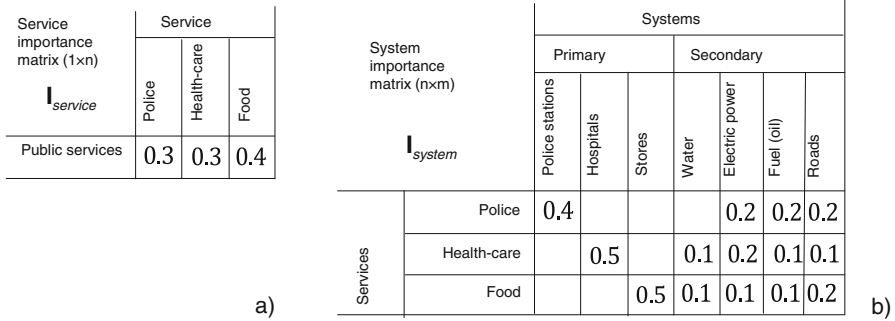 Service
importance
matrix (1×n)
I service
Service
Police
Health-care
Food
Public services 0.3 0.3 0.4
a)
System
importance
matrix (n×m)
I system
Systems
Primary Secondary
Police stations
Hospitals
Stores
Water
Electric power
Fuel (oil)
Roads
Services
Police 0.4 0.2 0.2 0.2
Health-care 0.5 0.1 0.2 0.1 0.1
Food 0.5 0.1 0.1 0.1 0.2
b)